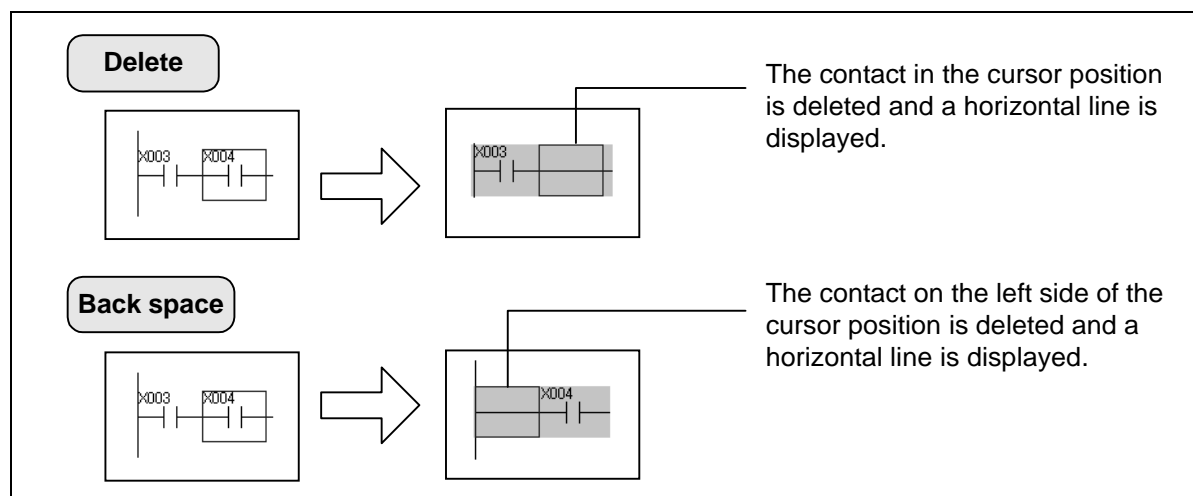 Delete
X003 X004
X003
The contact in the cursor position
is deleted and a horizontal line is
displayed.
Back space
X003 X004
X004
The contact on the left side of the
cursor position is deleted and a
horizontal line is displayed.